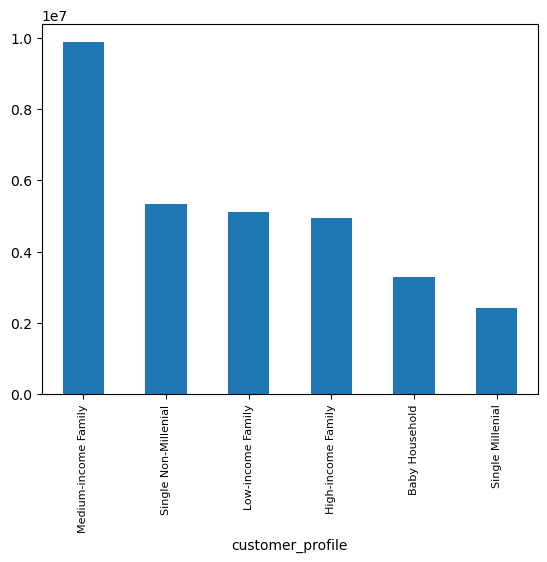 1e7
1.0
0.8
0.6
0.4
0.2
0.0
Medium-income Family
Single Non-Millenial
Low-income Family
High-income Family
Baby Household
Single Millenial
customer_profile